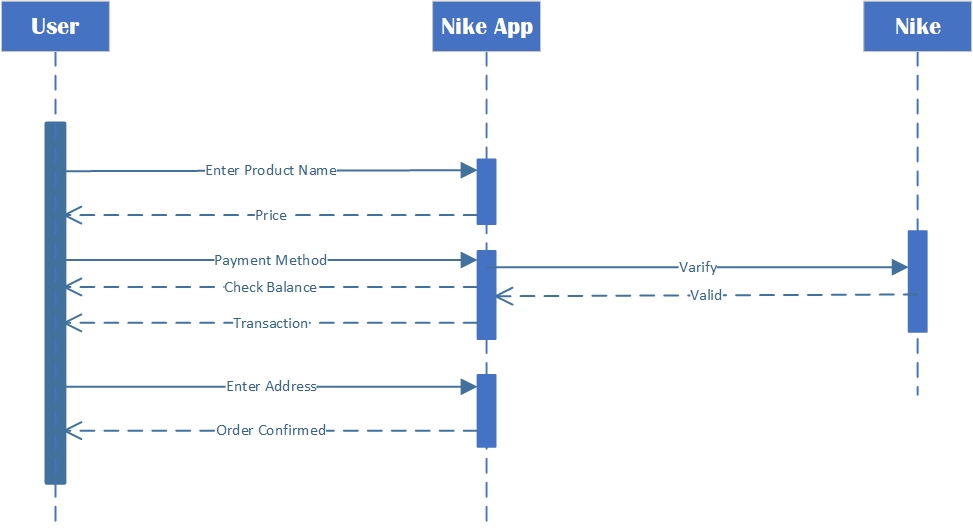 User
Nike App
Nike
Enter Product Name
Price
Payment Method
Varify
Check Balance
Valid
Transaction
Enter Address
Order Confirmed